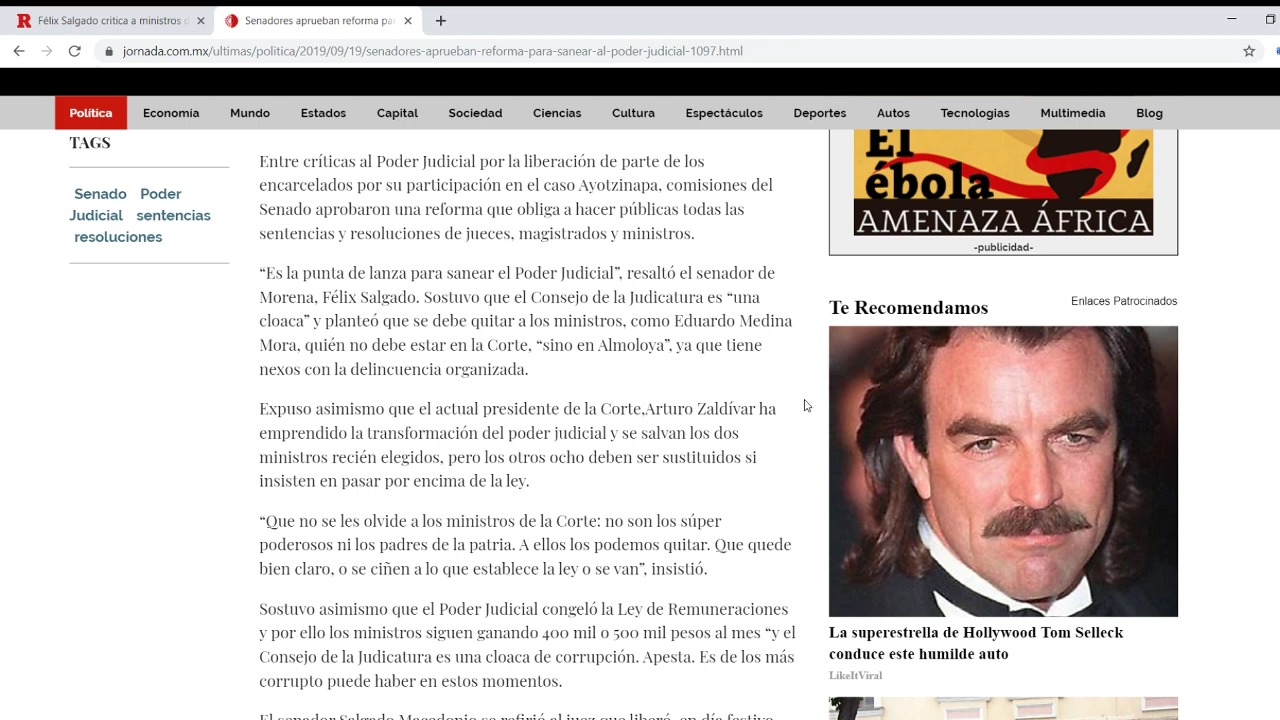 Félix Salgado critica a ministros d
Senadores aprueban reforma pa
jornada.com.mx/ultimas/politica/2019/09/19/senadores-aprueban-reforma-para-sanear-al-poder-judicial-1097.html
Política Economía Mundo Estados Capital Sociedad Ciencias Cultura Espectáculos Deportes Autos Tecnologias Multimedia Blog
TAGS
Senado Poder
Judicial sentencias
resoluciones
Entre críticas al Poder Judicial por la liberación de parte de los
encarcelados por su participación en el caso Ayotzinapa, comisiones del
Senado aprobaron una reforma que obliga a hacer públicas todas las
sentencias y resoluciones de jueces, magistrados y ministros.
“Es la punta de lanza para sanear el Poder Judicial”, resaltó el senador de
Morena, Félix Salgado. Sostuvo que el Consejo de la Judicatura es “una
cloaca” y planteó que se debe quitar a los ministros, como Eduardo Medina
Mora, quién no debe estar en la Corte, “sino en Almoloya”, ya que tiene
nexos con la delincuencia organizada.
Expuso asimismo que el actual presidente de la Corte,Arturo Zaldívar ha
emprendido la transformación del poder judicial y se salvan los dos
ministros recién elegidos, pero los otros ocho deben ser sustituidos si
insisten en pasar por encima de la ley.
“Que no se les olvide a los ministros de la Corte: no son los súper
poderosos ni los padres de la patria. A ellos los podemos quitar. Que quede
bien claro, o se ciñen a lo que establece la ley o se van”, insistió.
Sostuvo asimismo que el Poder Judicial congeló la Ley de Remuneraciones
y por ello los ministros siguen ganando 400 mil o 500 mil pesos al mes “y el
Consejo de la Judicatura es una cloaca de corrupción. Apesta. Es de los más
corrupto puede haber en estos momentos.
El senador Salgado Macedonio se refirió al juez que liberó, en día festivo
El
ébola
AMENAZA ÁFRICA
-publicidad-
Te Recomendamos
Enlaces Patrocinados
La superestrella de Hollywood Tom Selleck
conduce este humilde auto
LikeItViral